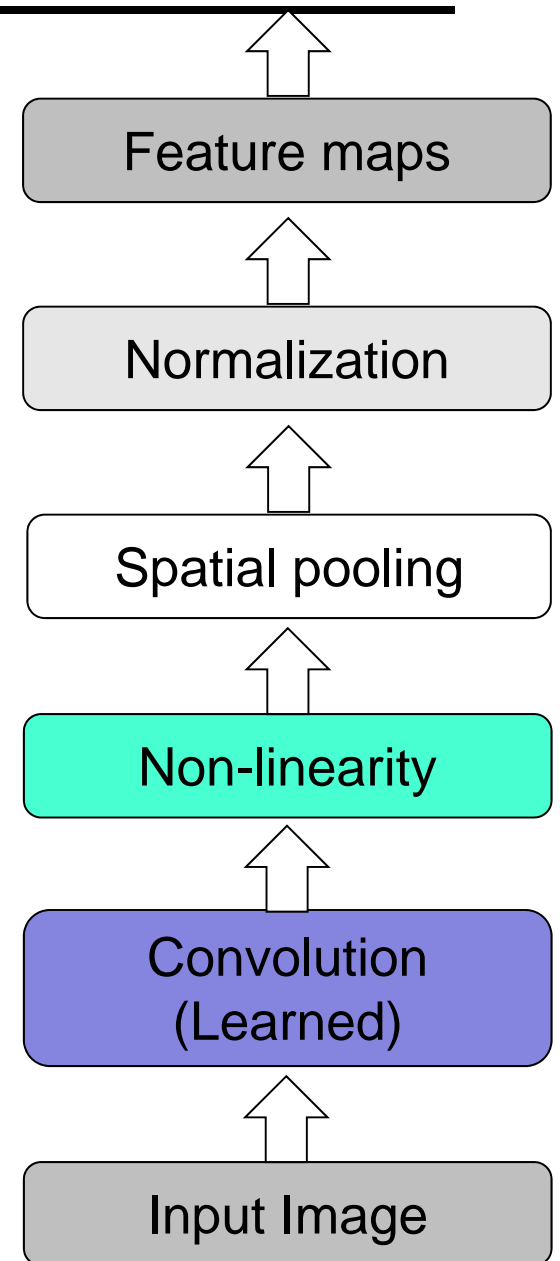 Feature maps
Normalization
Spatial pooling
Non-linearity
Convolution
(Learned)
Input Image